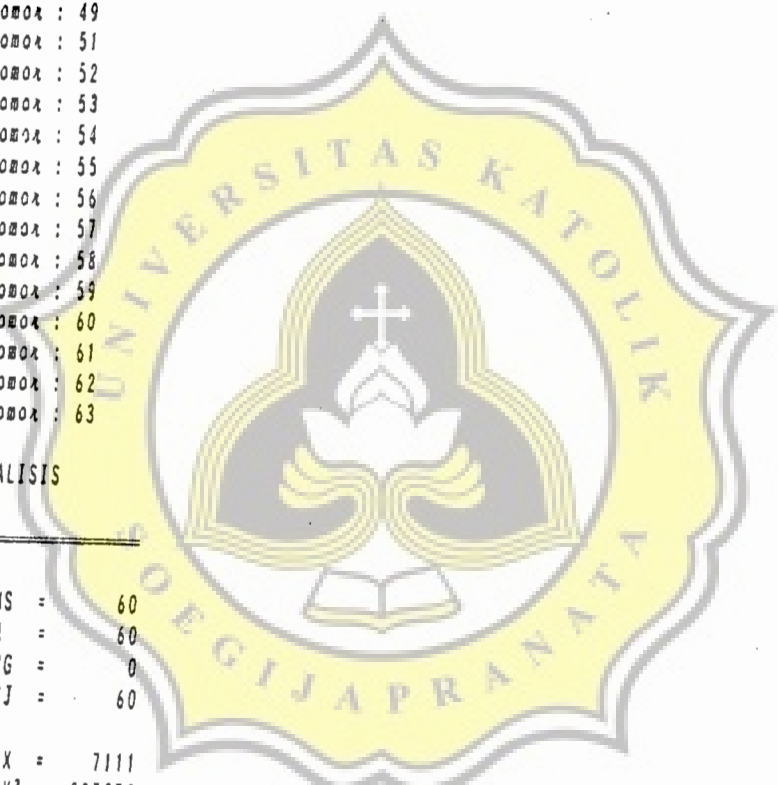 omor : 49
omor : 51
omor : 52
omor : 53
omor : 54
omor : 55
omor : 56
omor : 57
omor : 58
omor : 59
omor : 60
omor : 61
omor : 62
omor : 63
ALISIS
= 60
= 60
G = 0
J = 60
X = 7111
UNIVERSITAS KATOLIK
SOEGIJAPRANATA